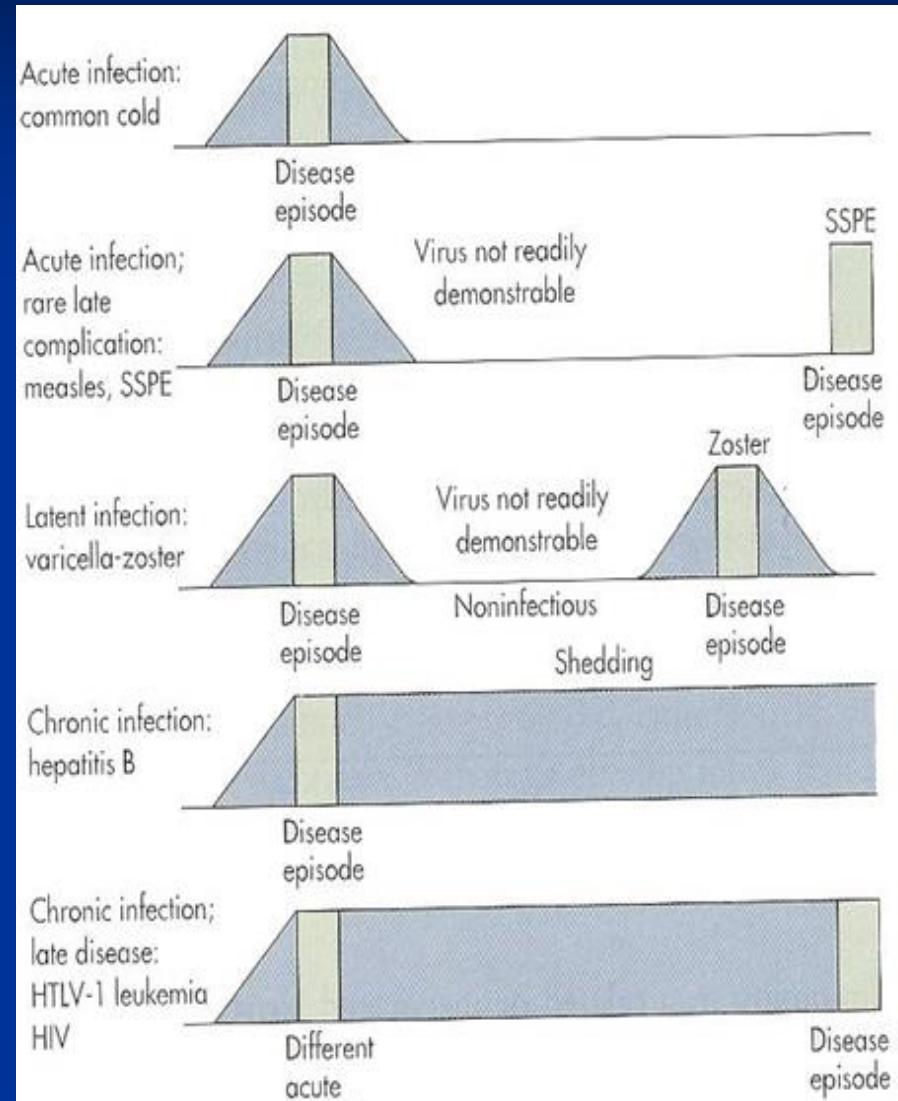 Acute infection:
common cold
Disease
episode
Acute infection;
rare late
complication:
measles, SSPE
Virus not readily
demonstrable
SSPE
Disease
episode
Disease
episode
Latent infection:
varicella-zoster
Virus not readily
demonstrable
Zoster
Disease
episode
Noninfectious
Disease
episode
Shedding
Chronic infection:
hepatitis B
Disease
episode
Chronic infection;
late disease:
HTLV-1 leukemia
HIV
Different
acute
Disease
episode